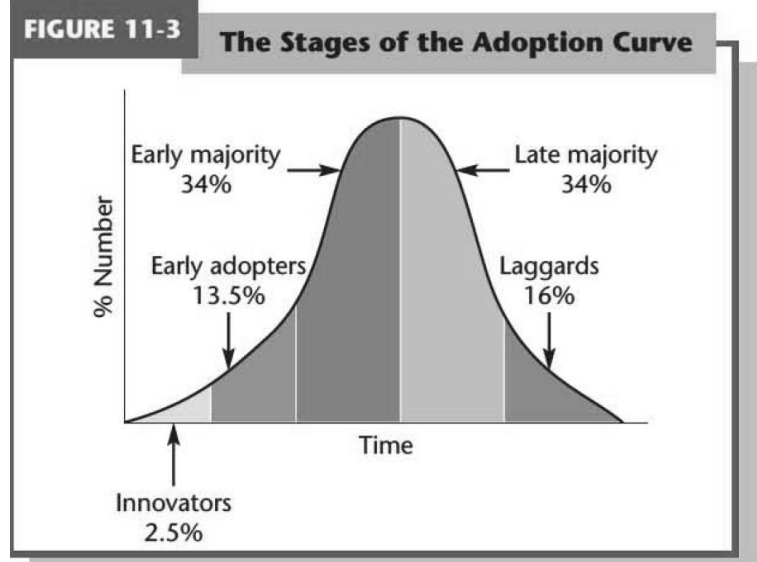 FIGURE 11-3
The Stages of the Adoption Curve
Early majority
34%
Late majority
34%
Early adopters
13.5%
Laggards
16%
% Number
Time
Innovators
2.5%